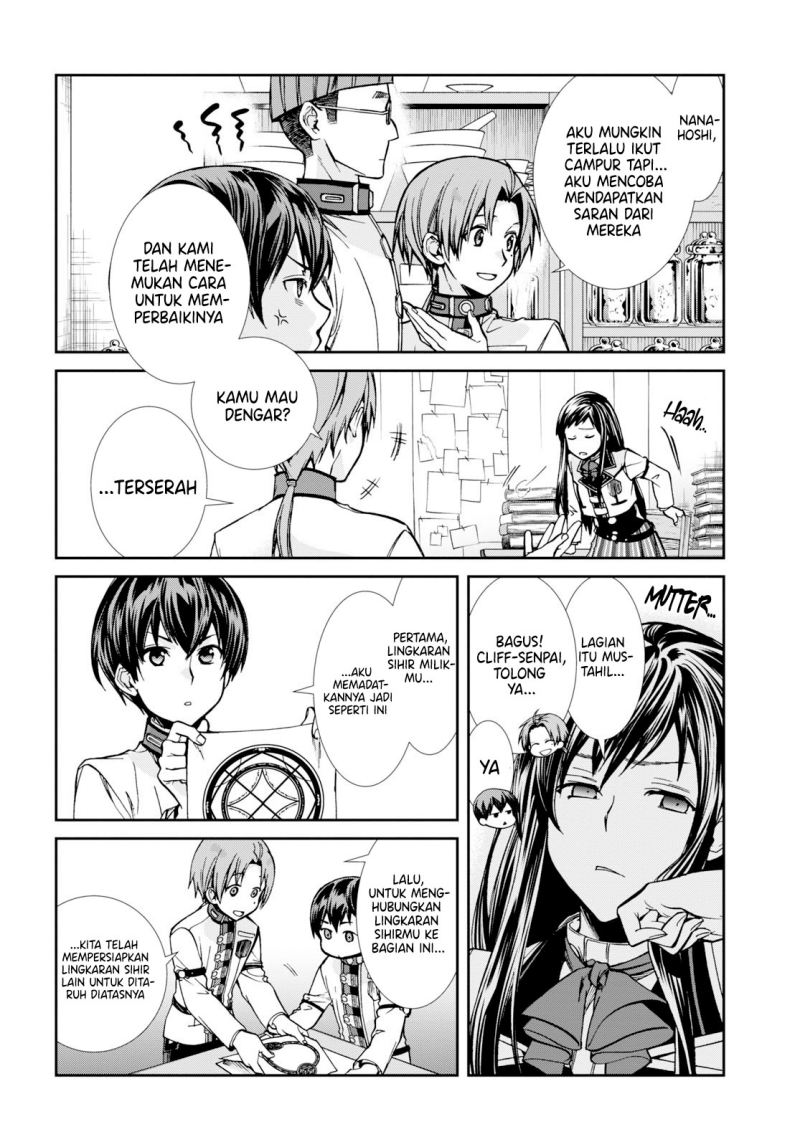 NANA-
HOSHI,
AKU MUNGKIN
TERLALU IKUT
CAMPUR TAPI...
AKU MENCOBA
MENDAPATKAN
SARAN DARI
MEREKA
DAN KAMI
TELAH MENE-
MUKAN CARA
UNTUK MEM-
PERBAIKINYA
KAMU MAU
DENGAR?
Haah...
...TERSERAH
MUTTER...
LAGIAN
ITU MUS-
TAHIL.
BAGUS!
CLIFF-SENPAI,
TOLONG
YA...
YA
PERTAMA,
LINGKARAN
SIHIR MILIK-
MU...
...AKU
MEMADAT-
KANNYA JADI
SEPERTI INI
LALU,
UNTUK MENG-
HUBUNGKAN
LINGKARAN
SIHIRMU KE
BAGIAN INI...
...KITA TELAH
MEMPERSIAPKAN
LINGKARAN SIHIR
LAIN UNTUK DITA-
RUH DIATASNYA